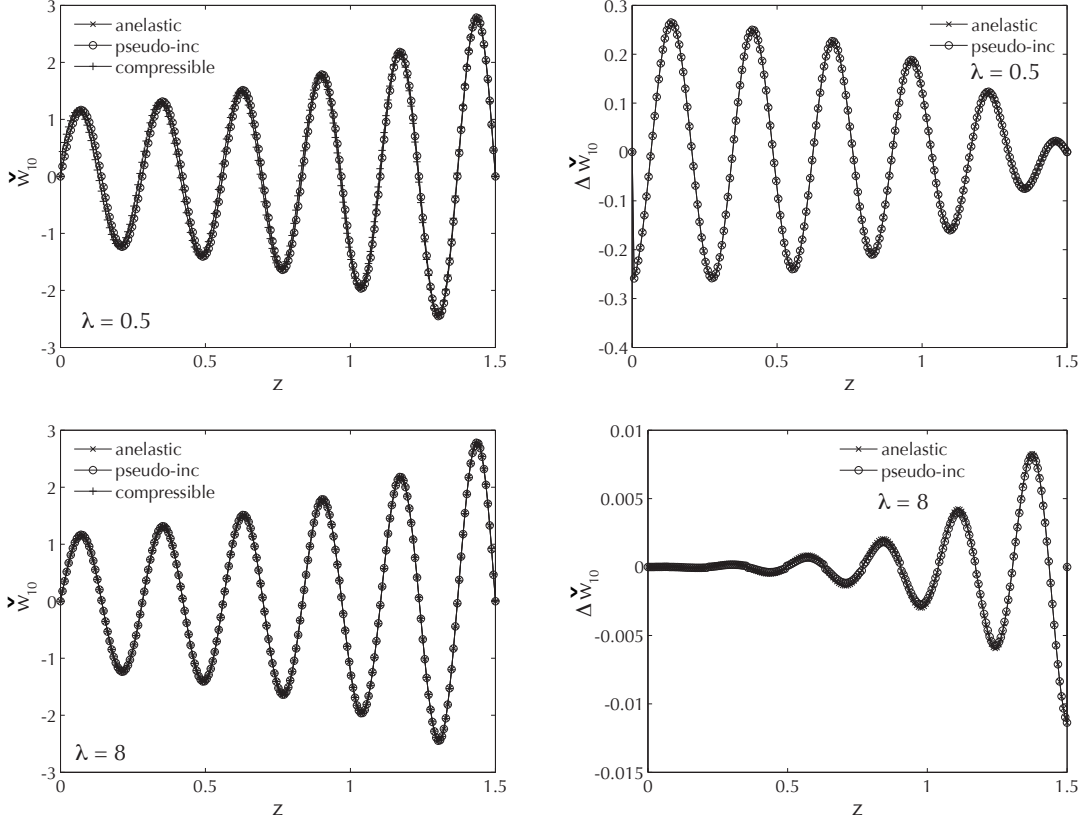 3
2
1
0
-1
-2
-3
w̌₁₀
anelastic
pseudo-inc
compressible
λ = 0.5
0
0.5
1
1.5
z
0.3
0.2
0.1
0
-0.1
-0.2
-0.3
-0.4
Δ w̌₁₀
anelastic
pseudo-inc
λ = 0.5
0
0.5
1
1.5
z
3
2
1
0
-1
-2
-3
w̌₁₀
anelastic
pseudo-inc
compressible
λ = 8
0
0.5
1
1.5
z
0.01
0.005
0
-0.005
-0.01
-0.015
Δ w̌₁₀
anelastic
pseudo-inc
λ = 8
0
0.5
1
1.5
z